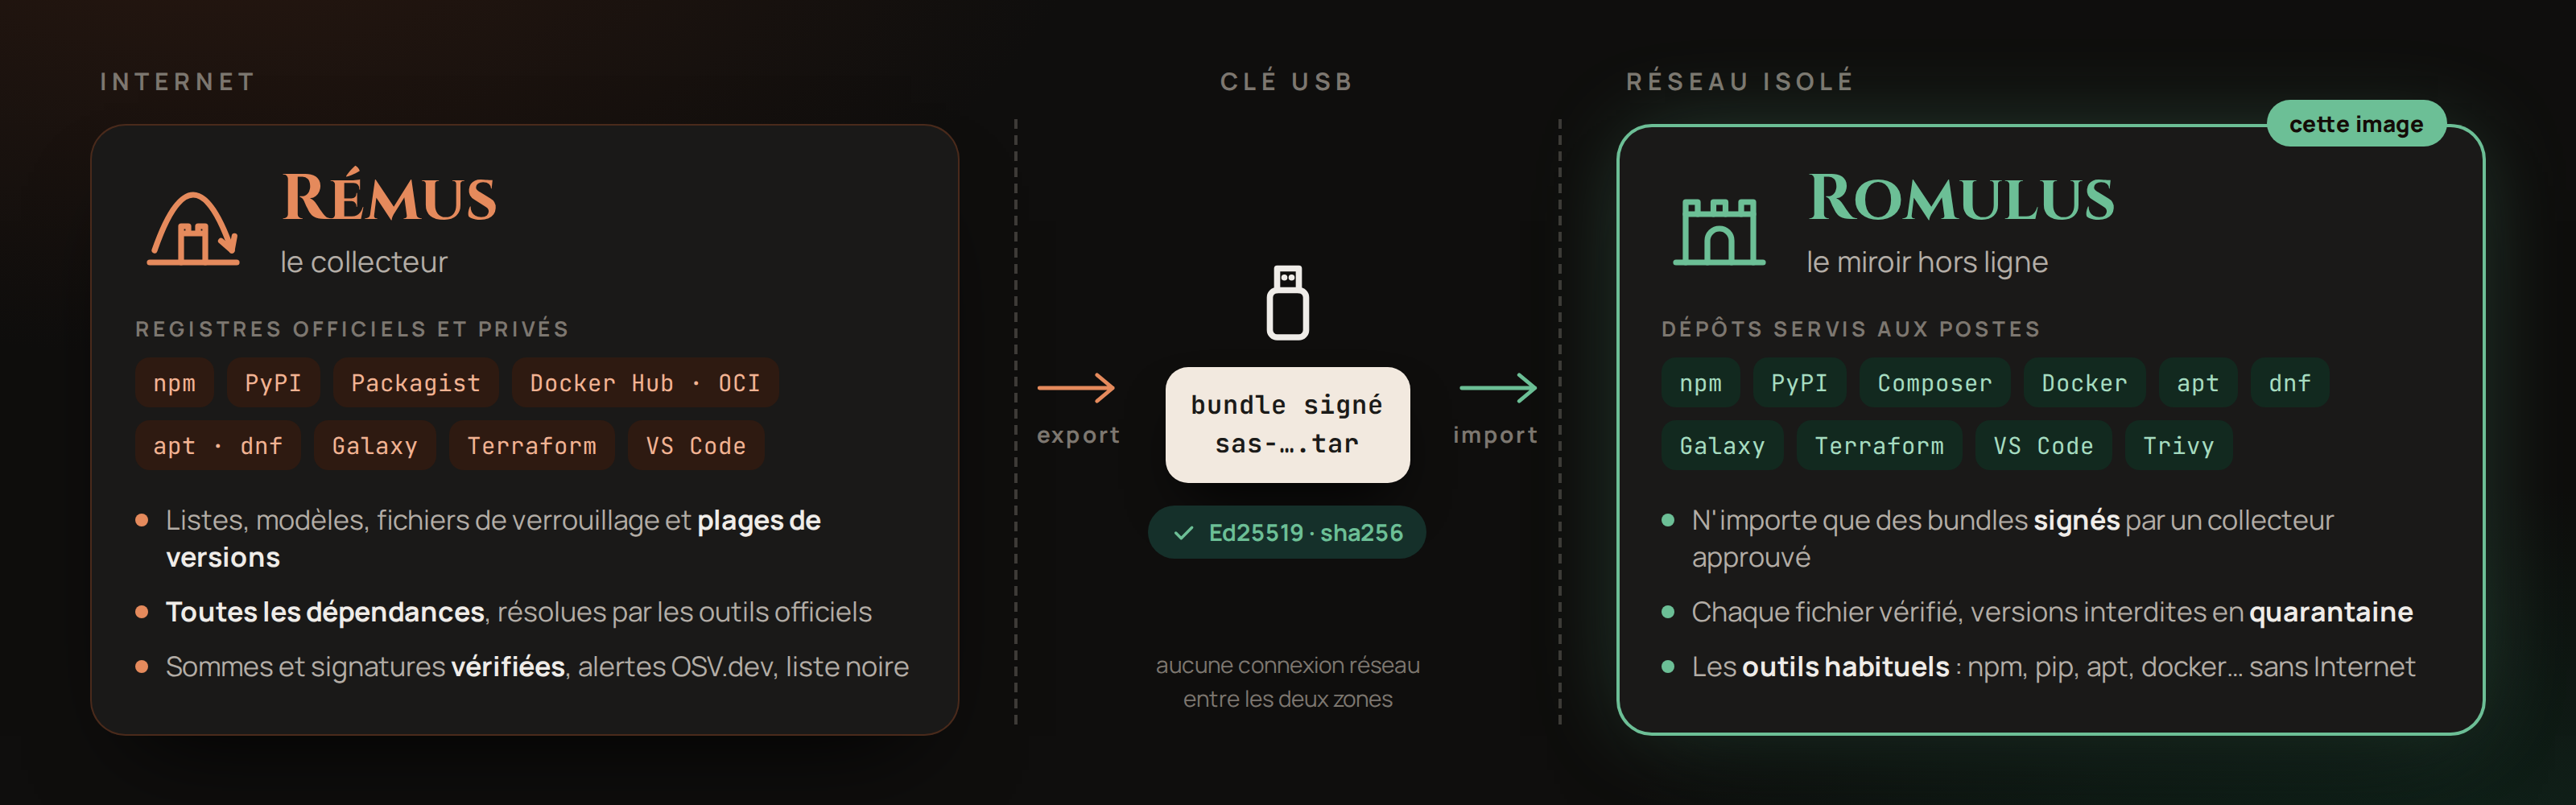 INTERNET
RÉMUS
le collecteur
REGISTRES OFFICIELS ET PRIVÉS
npm PyPI Packagist Docker Hub · OCI
apt · dnf Galaxy Terraform VS Code
Listes, modèles, fichiers de verrouillage et plages de
versions
Toutes les dépendances, résolues par les outils officiels
Sommes et signatures vérifiées, alertes OSV.dev, liste noire
CLÉ USB
export
bundle signé
sas-….tar
import
Ed25519 · sha256
aucune connexion réseau
entre les deux zones
RÉSEAU ISOLÉ
cette image
ROMULUS
le miroir hors ligne
DÉPÔTS SERVIS AUX POSTES
npm PyPI Composer Docker apt dnf
Galaxy Terraform VS Code Trivy
N'importe que des bundles signés par un collecteur
approuvé
Chaque fichier vérifié, versions interdites en quarantaine
Les outils habituels : npm, pip, apt, docker… sans Internet